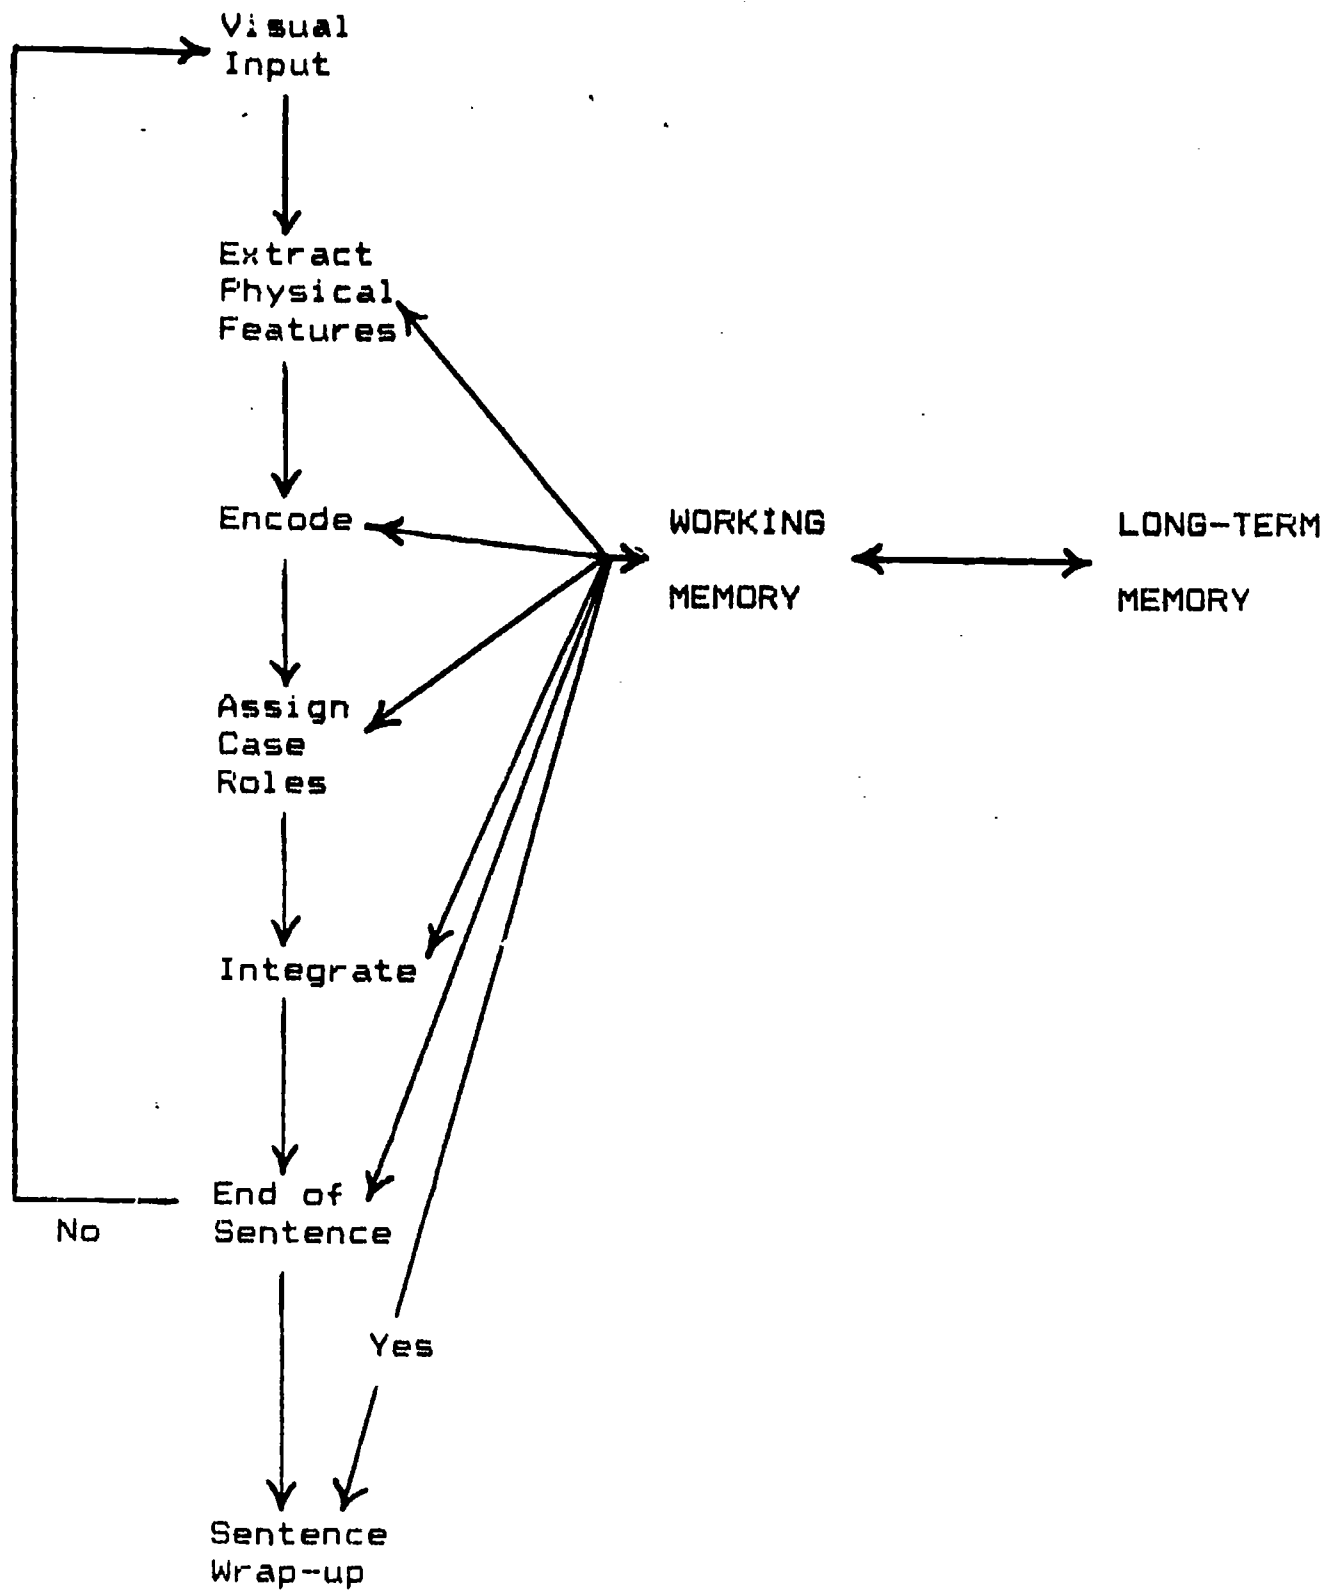 Visual
Input
Extract
Physical
Features
Encode
WORKING
MEMORY
LONG-TERM
MEMORY
Assign
Case
Roles
Integrate
End of
Sentence
No
Yes
Sentence
Wrap-up